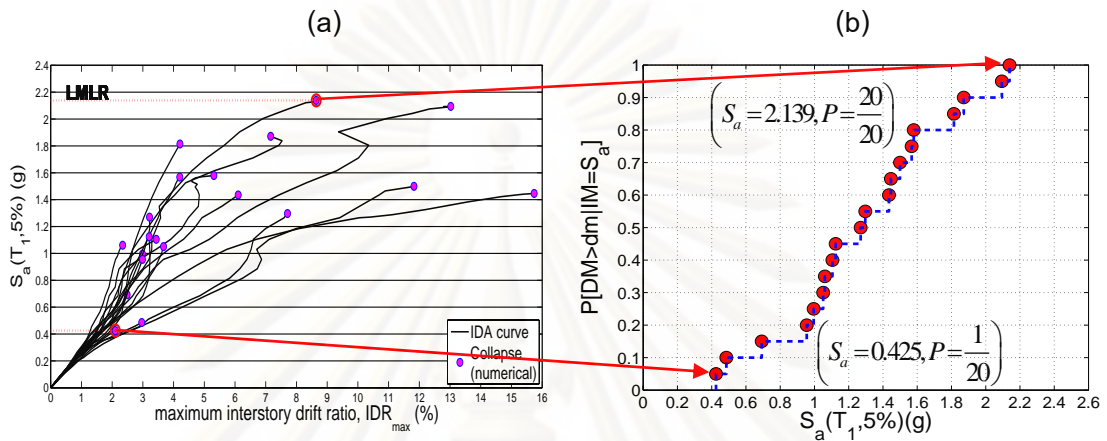 (a)
(b)
LMLR
S_a(T_1,5%)(g)
2.4
2.2
2
1.8
1.6
1.4
1.2
1
0.8
0.6
0.4
0.2
0
0 1 2 3 4 5 6 7 8 9 10 11 12 13 14 15 16
maximum interstory drift ratio, IDR_max (%)
IDA curve
Collapse
(numerical)
P[DM>dm|IM=S_a]
1
0.9
0.8
0.7
0.6
0.5
0.4
0.3
0.2
0.1
0
0 0.2 0.4 0.6 0.8 1 1.2 1.4 1.6 1.8 2 2.2 2.4 2.6
S_a(T_1,5%)(g)
(S_a = 2.139, P = 20/20)
(S_a = 0.425, P = 1/20)